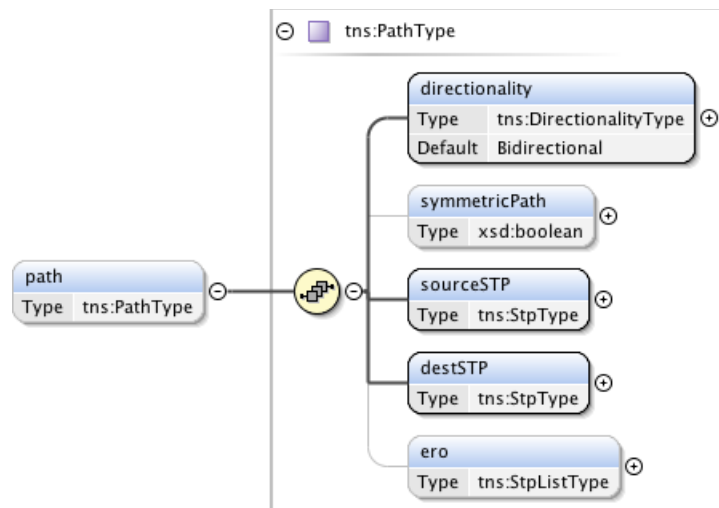 tns:PathType
directionality
Type tns:DirectionalityType
Default Bidirectional
symmetricPath
Type xsd:boolean
path
Type tns:PathType
sourceSTP
Type tns:StpType
destSTP
Type tns:StpType
ero
Type tns:StpListType